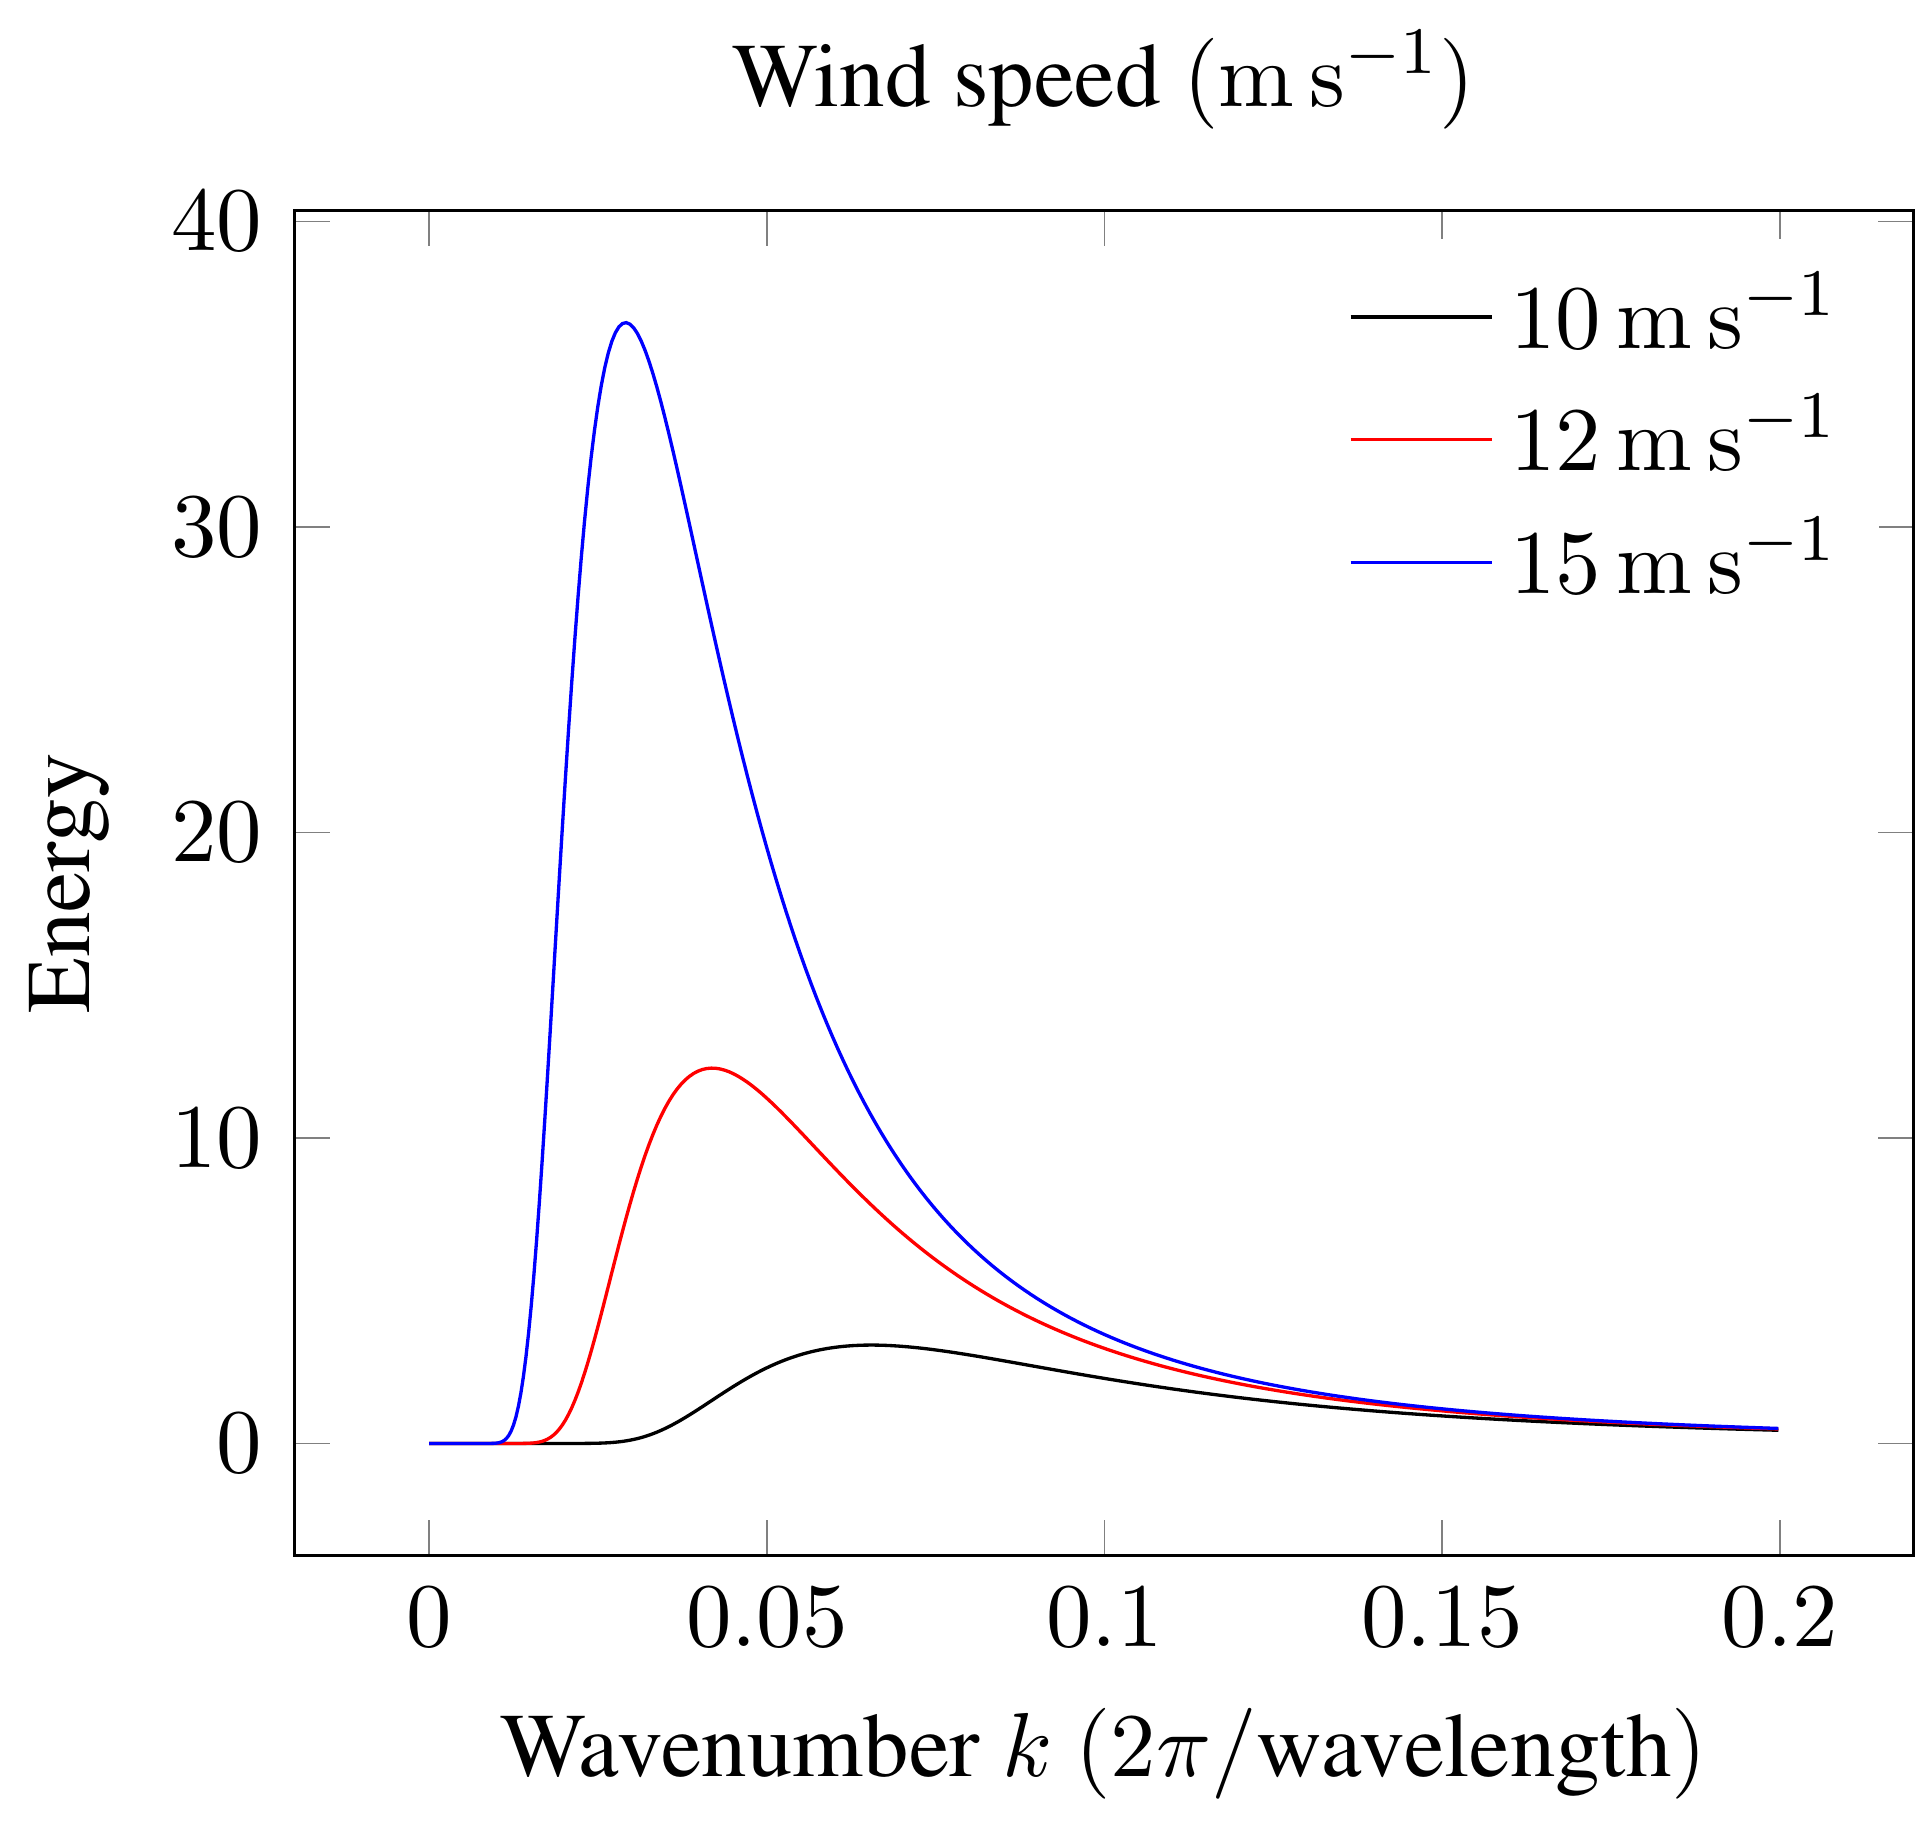 Wind speed (m s⁻¹)
40
30
20
10
0
Energy
10 m s⁻¹
12 m s⁻¹
15 m s⁻¹
0 0.05 0.1 0.15 0.2
Wavenumber k (2π/wavelength)